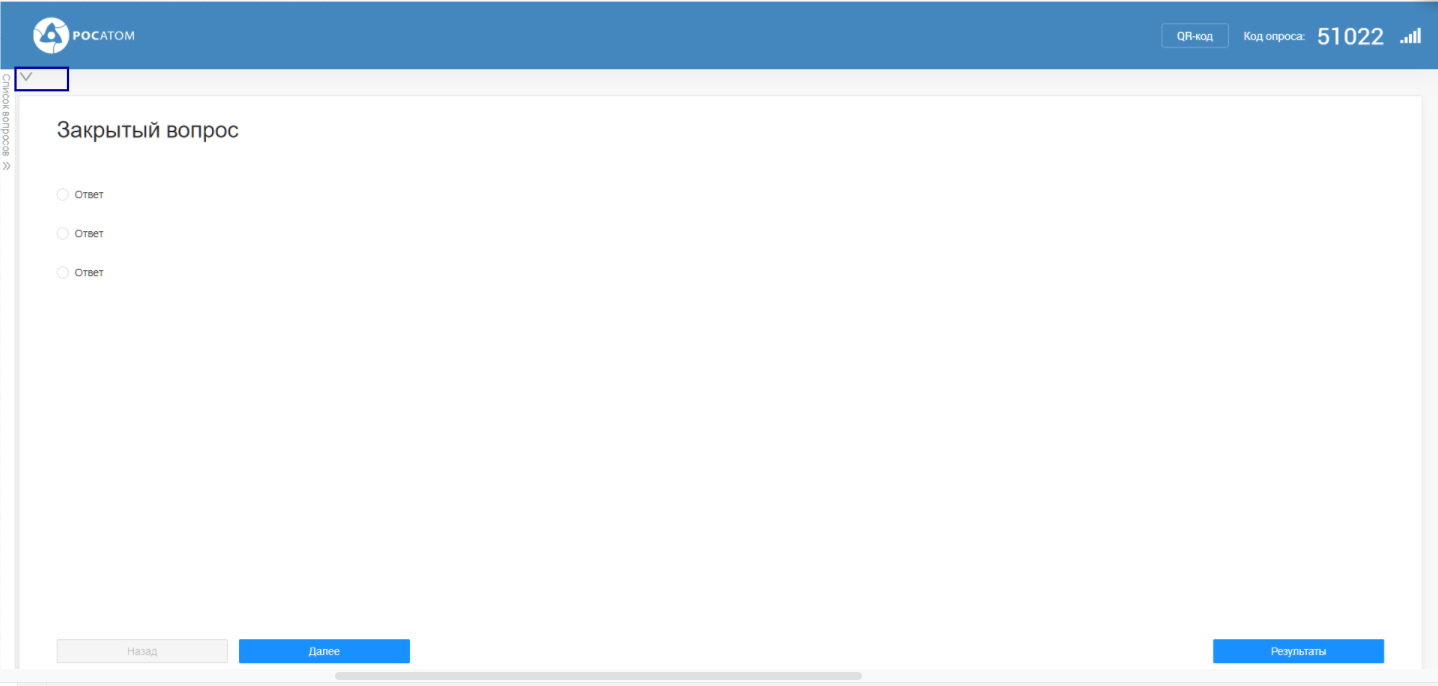 РОСАТОМ
QR-код
Код опроса: 51022
Список вопросов
Закрытый вопрос
Ответ
Ответ
Ответ
Назад
Далее
Результаты